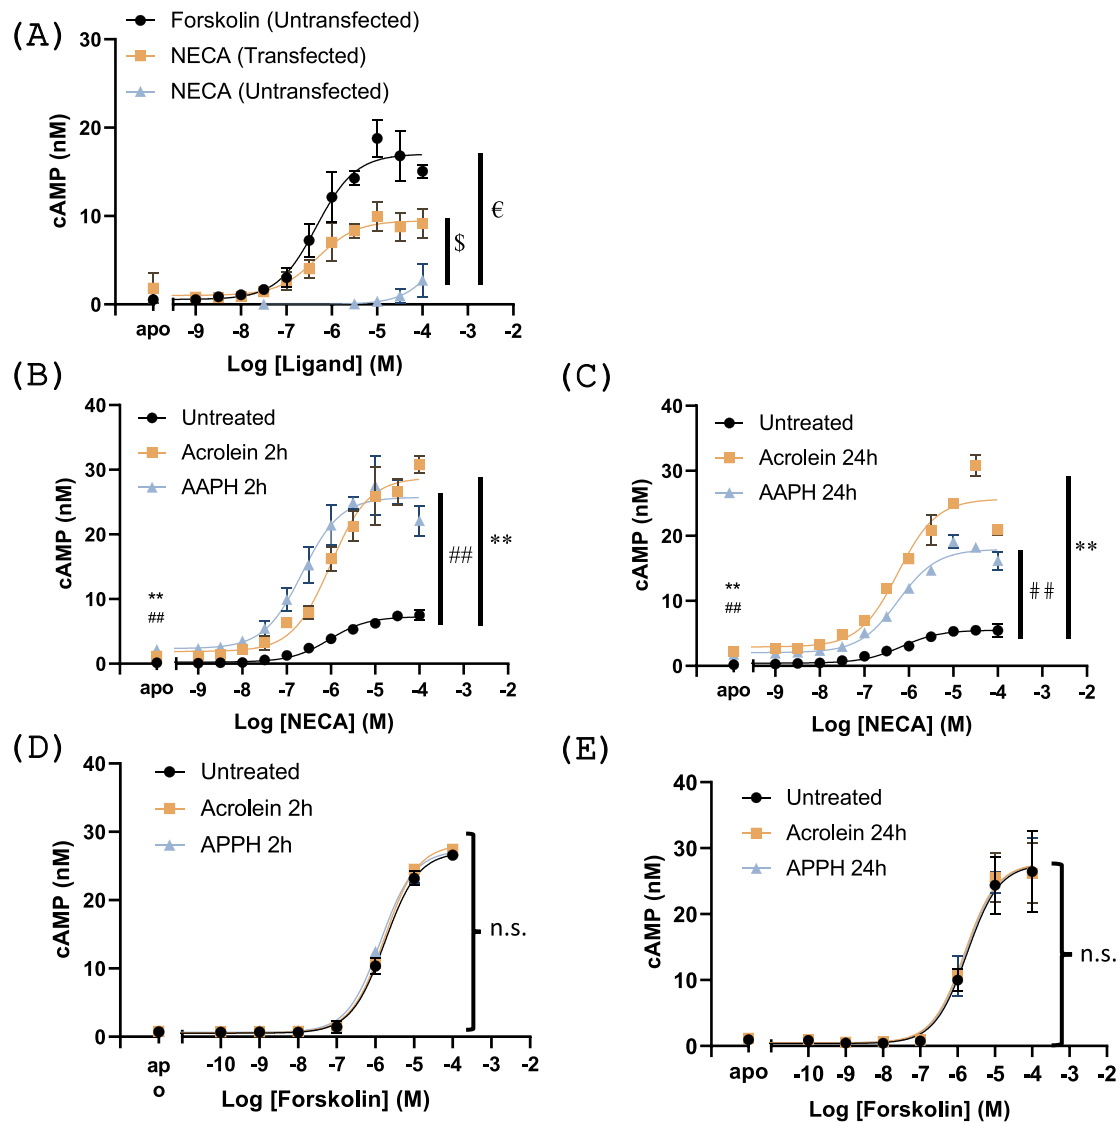 (A)
Forskolin (Untransfected)
NECA (Transfected)
NECA (Untransfected)
30
20
10
0
cAMP (nM)
€
$
apo -9 -8 -7 -6 -5 -4 -3 -2
Log [Ligand] (M)
(B)
Untreated
Acrolein 2h
AAPH 2h
40
30
20
10
0
cAMP (nM)
**
##
##
**
apo -9 -8 -7 -6 -5 -4 -3 -2
Log [NECA] (M)
(C)
Untreated
Acrolein 24h
AAPH 24h
40
30
20
10
0
cAMP (nM)
**
##
##
**
apo -9 -8 -7 -6 -5 -4 -3 -2
Log [NECA] (M)
(D)
Untreated
Acrolein 2h
APPH 2h
40
30
20
10
0
cAMP (nM)
n.s.
ap
o
-10 -9 -8 -7 -6 -5 -4 -3 -2
Log [Forskolin] (M)
(E)
Untreated
Acrolein 24h
APPH 24h
40
30
20
10
0
cAMP (nM)
n.s.
apo -10 -9 -8 -7 -6 -5 -4 -3 -2
Log [Forskolin] (M)